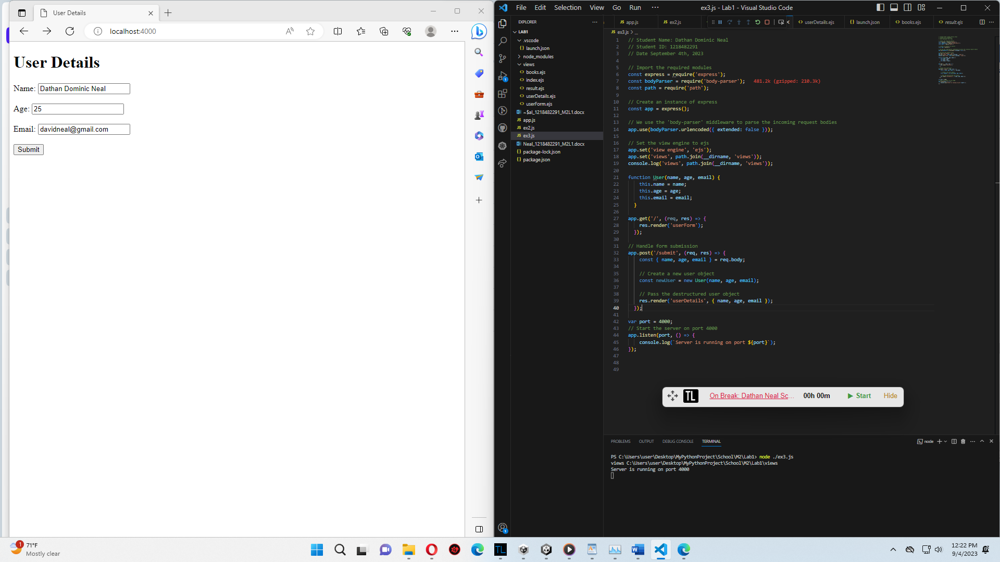 User Details
localhost:4000
User Details
Name: Dathan Dominic Neal
Age: 25
Email: davidneal@gmail.com
Submit
File Edit Selection View Go Run ···
ex3.js - Lab1 - Visual Studio Code
EXPLORER
LAB1
.vscode
launch.json
node_modules
views
books.ejs
index.ejs
result.ejs
userDetails.ejs
userForm.ejs
~$al_1218482291_M2L1.docx
app.js
ex2.js
ex3.js
Neal_1218482291_M2L1.docx
package-lock.json
package.json
app.js
ex2.js
userDetails.ejs
launch.json
books.ejs
result.ejs
ex3.js > ...
1 // Student Name: Dathan Dominic Neal
2 // Student ID: 1218482291
3 // Date September 4th, 2023
4
5 // Import the required modules
6 const express = require('express');
7 const bodyParser = require('body-parser'); 481.2k (gzipped: 210.3k)
8 const path = require('path');
9
10 // Create an instance of express
11 const app = express();
12
13 // We use the 'body-parser' middleware to parse the incoming request bodies
14 app.use(bodyParser.urlencoded({ extended: false }));
15
16 // Set the view engine to ejs
17 app.set('view engine', 'ejs');
18 app.set('views', path.join(__dirname, 'views'));
19 console.log('views', path.join(__dirname, 'views'));
20
21 function User(name, age, email) {
22 this.name = name;
23 this.age = age;
24 this.email = email;
25 }
26
27 app.get('/', (req, res) => {
28 res.render('userForm');
29 });
30
31 // Handle form submission
32 app.post('/submit', (req, res) => {
33 const { name, age, email } = req.body;
34
35 // Create a new user object
36 const newUser = new User(name, age, email);
37
38 // Pass the destructured user object
39 res.render('userDetails', { name, age, email });
40 });
41
42 var port = 4000;
43 // Start the server on port 4000
44 app.listen(port, () => {
45 console.log(`Server is running on port ${port}`);
46 });
47
48
49
TL On Break: Dathan Neal Sc... 00h 00m Start Hide
PROBLEMS OUTPUT DEBUG CONSOLE TERMINAL
node
PS C:\Users\user\Desktop\MyPythonProject\School\M2\Lab1> node ./ex3.js
views C:\Users\user\Desktop\MyPythonProject\School\M2\Lab1\views
Server is running on port 4000
1
71°F
Mostly clear
TL
12:22 PM
9/4/2023